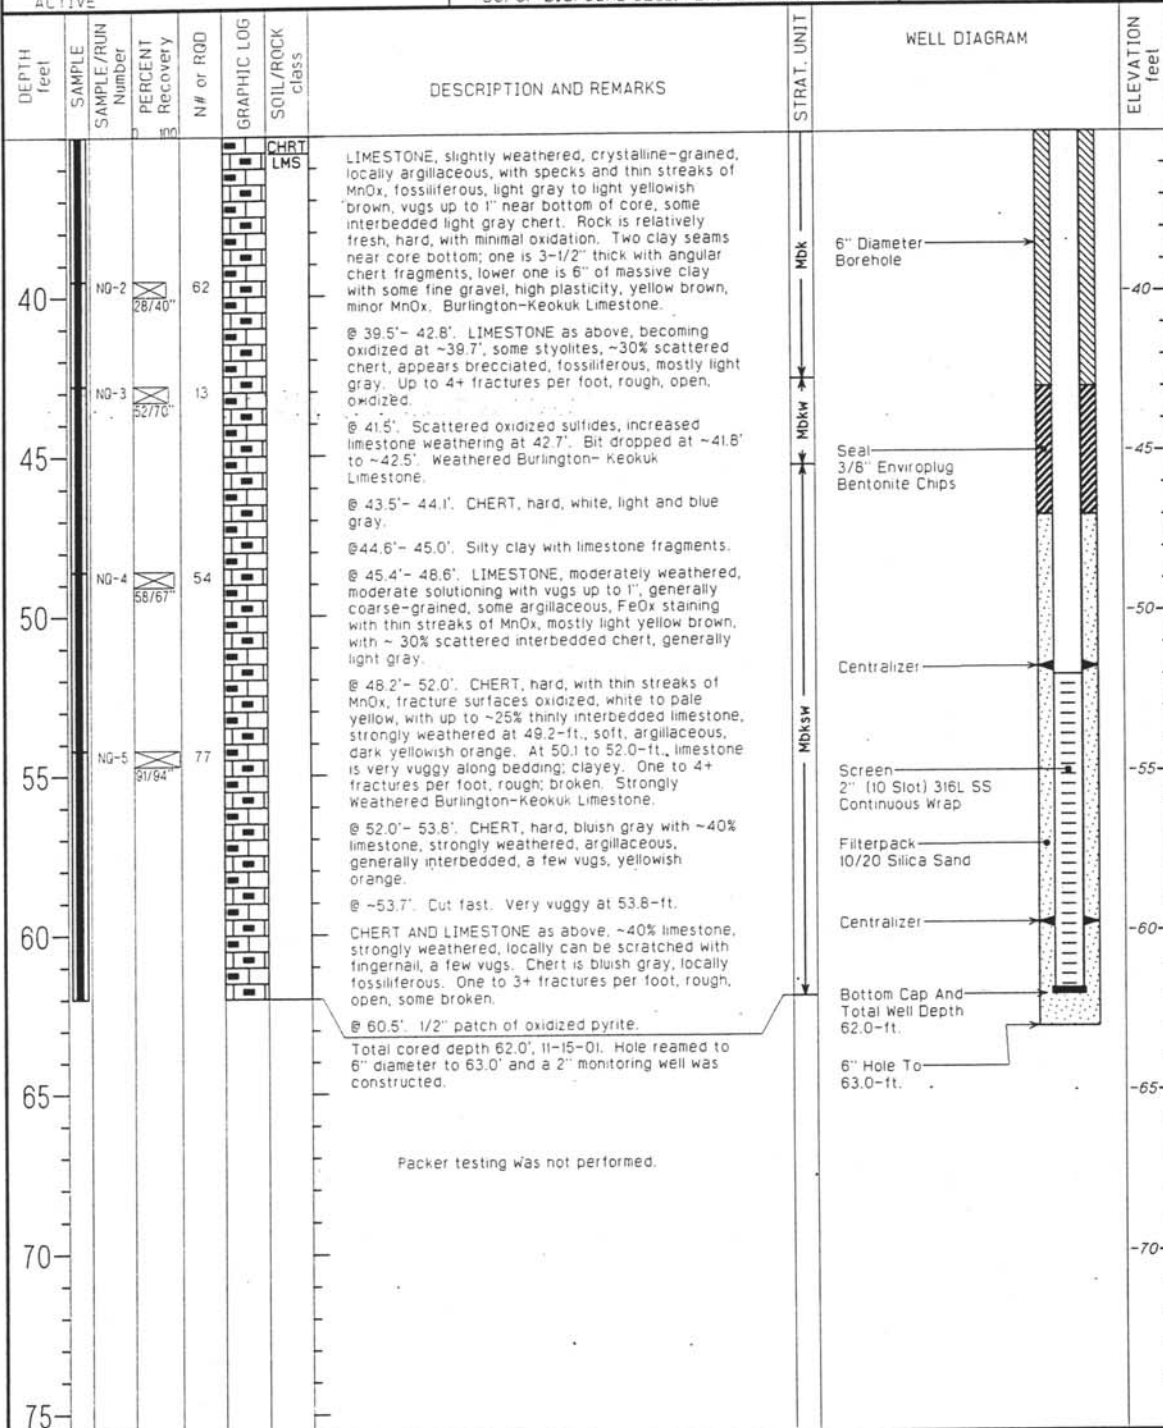 ACTIVE
DEPTH
feet
SAMPLE
SAMPLE/RUN
Number
PERCENT
Recovery
0 100
N# or RQD
GRAPHIC LOG
SOIL/ROCK
class
DESCRIPTION AND REMARKS
STRAT. UNIT
WELL DIAGRAM
ELEVATION
feet
CHRT
LMS
LIMESTONE, slightly weathered, crystalline-grained,
locally argillaceous, with specks and thin streaks of
MnOx, fossiliferous, light gray to light yellowish
brown, vugs up to 1" near bottom of core, some
interbedded light gray chert. Rock is relatively
fresh, hard, with minimal oxidation. Two clay seams
near core bottom; one is 3-1/2" thick with angular
chert fragments, lower one is 6" of massive clay
with some fine gravel, high plasticity, yellow brown,
minor MnOx. Burlington-Keokuk Limestone.
@ 39.5'- 42.8'. LIMESTONE as above, becoming
oxidized at ~39.7', some styolites, ~30% scattered
chert, appears brecciated, fossiliferous, mostly light
gray. Up to 4+ fractures per foot, rough, open,
oxidized.
@ 41.5'. Scattered oxidized sulfides, increased
limestone weathering at 42.7'. Bit dropped at ~41.8'
to ~42.5'. Weathered Burlington- Keokuk
Limestone.
@ 43.5'- 44.1'. CHERT, hard, white, light and blue
gray.
@44.6'- 45.0'. Silty clay with limestone fragments.
@ 45.4'- 48.6'. LIMESTONE, moderately weathered,
moderate solutioning with vugs up to 1", generally
coarse-grained, some argillaceous, FeOx staining
with thin streaks of MnOx, mostly light yellow brown,
with ~ 30% scattered interbedded chert, generally
light gray.
@ 48.2'- 52.0'. CHERT, hard, with thin streaks of
MnOx, fracture surfaces oxidized, white to pale
yellow, with up to ~25% thinly interbedded limestone,
strongly weathered at 49.2-ft., soft, argillaceous,
dark yellowish orange. At 50.1 to 52.0-ft., limestone
is very vuggy along bedding; clayey. One to 4+
fractures per foot, rough; broken. Strongly
Weathered Burlington-Keokuk Limestone.
@ 52.0'- 53.8'. CHERT, hard, bluish gray with ~40%
limestone, strongly weathered, argillaceous,
generally interbedded, a few vugs, yellowish
orange.
@ ~53.7'. Cut fast. Very vuggy at 53.8-ft.
CHERT AND LIMESTONE as above, ~40% limestone,
strongly weathered, locally can be scratched with
fingernail, a few vugs. Chert is bluish gray, locally
fossiliferous. One to 3+ fractures per foot, rough,
open, some broken.
@ 60.5'. 1/2" patch of oxidized pyrite.
Total cored depth 62.0', 11-15-01. Hole reamed to
6" diameter to 63.0' and a 2" monitoring well was
constructed.
Packer testing was not performed.
40
45
50
55
60
65
70
75
NQ-2
28/40"
62
NQ-3
52/70"
13
NQ-4
58/67"
54
NQ-5
91/94"
77
Mbk
Mbkw
Mbksw
6" Diameter
Borehole
Seal
3/8" Enviroplug
Bentonite Chips
Centralizer
Screen
2" (10 Slot) 316L SS
Continuous Wrap
Filterpack
10/20 Silica Sand
Centralizer
Bottom Cap And
Total Well Depth
62.0-ft.
6" Hole To
63.0-ft.
-40-
-45-
-50-
-55-
-60-
-65-
-70-